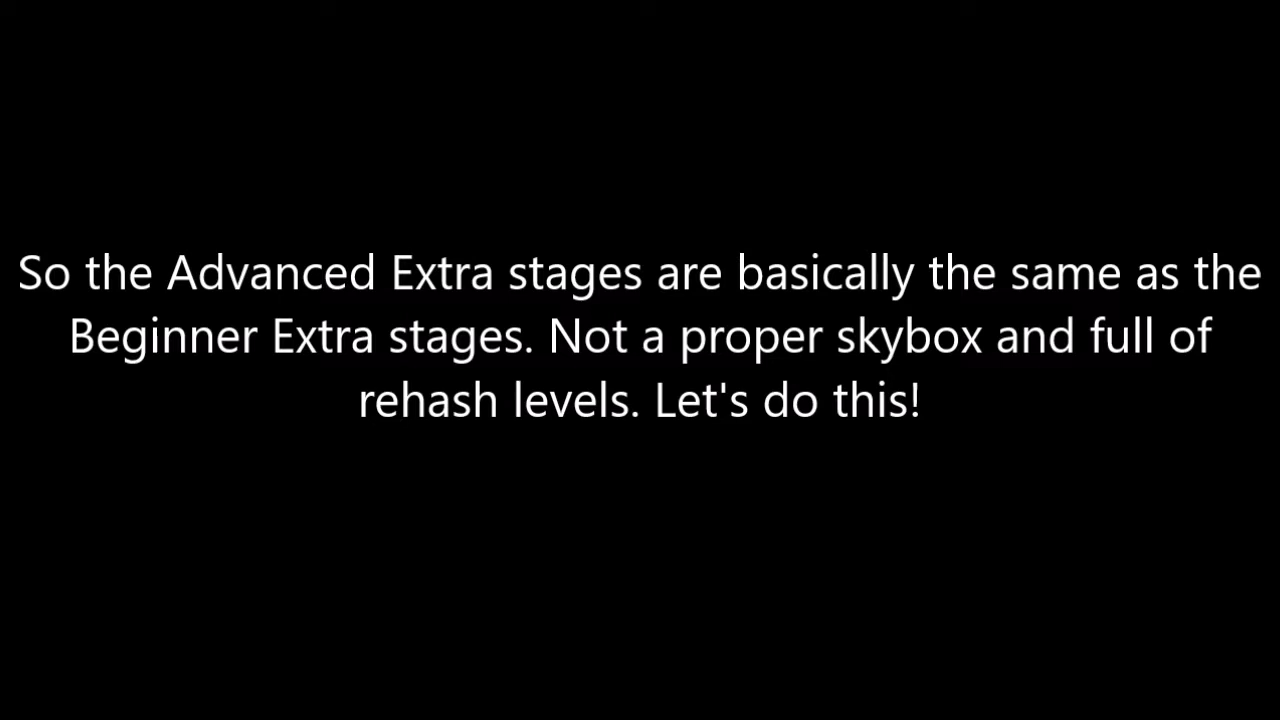 So the Advanced Extra stages are basically the same as the
Beginner Extra stages. Not a proper skybox and full of
rehash levels. Let's do this!